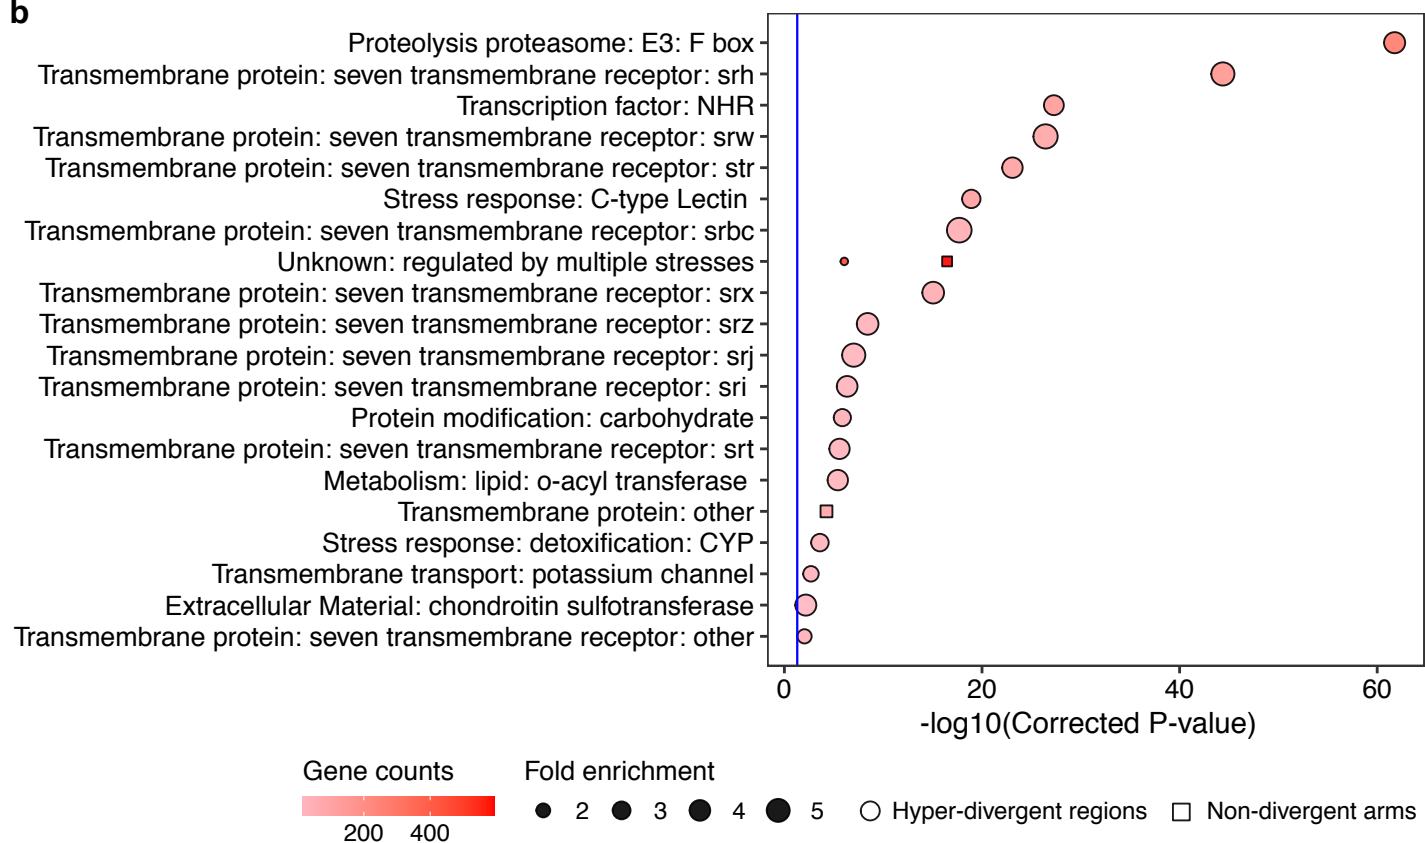 b
Proteolysis proteasome: E3: F box
Transmembrane protein: seven transmembrane receptor: srh
Transcription factor: NHR
Transmembrane protein: seven transmembrane receptor: srw
Transmembrane protein: seven transmembrane receptor: str
Stress response: C-type Lectin
Transmembrane protein: seven transmembrane receptor: srbc
Unknown: regulated by multiple stresses
Transmembrane protein: seven transmembrane receptor: srx
Transmembrane protein: seven transmembrane receptor: srz
Transmembrane protein: seven transmembrane receptor: srj
Transmembrane protein: seven transmembrane receptor: sri
Protein modification: carbohydrate
Transmembrane protein: seven transmembrane receptor: srt
Metabolism: lipid: o-acyl transferase
Transmembrane protein: other
Stress response: detoxification: CYP
Transmembrane transport: potassium channel
Extracellular Material: chondroitin sulfotransferase
Transmembrane protein: seven transmembrane receptor: other
0 20 40 60
-log10(Corrected P-value)
Gene counts Fold enrichment
2 3 4 5 Hyper-divergent regions Non-divergent arms
200 400